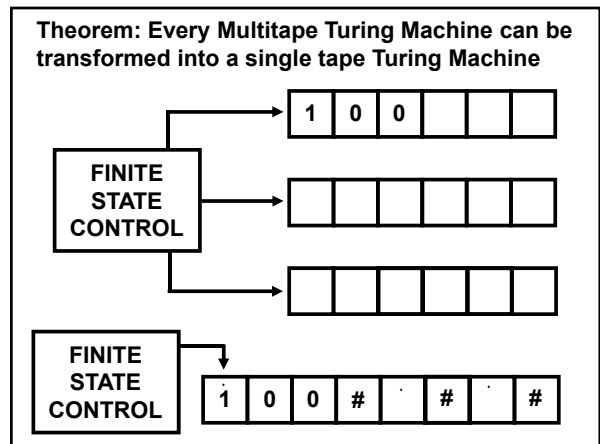 Theorem: Every Multitape Turing Machine can be
transformed into a single tape Turing Machine
1 0 0
FINITE
STATE
CONTROL
FINITE
STATE
CONTROL
1 0 0 # . # . #